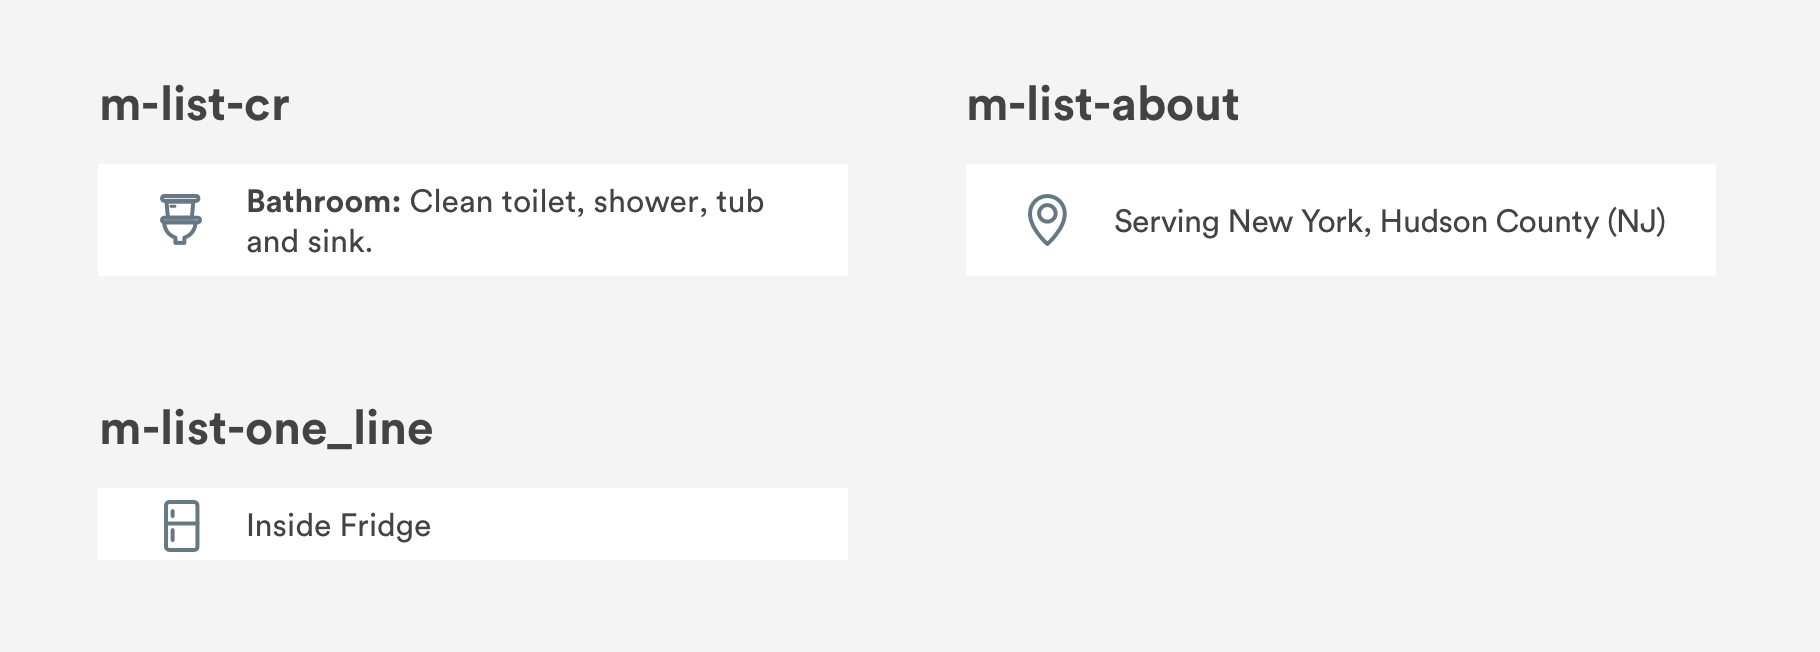 m-list-cr
Bathroom: Clean toilet, shower, tub
and sink.
m-list-about
Serving New York, Hudson County (NJ)
m-list-one_line
Inside Fridge